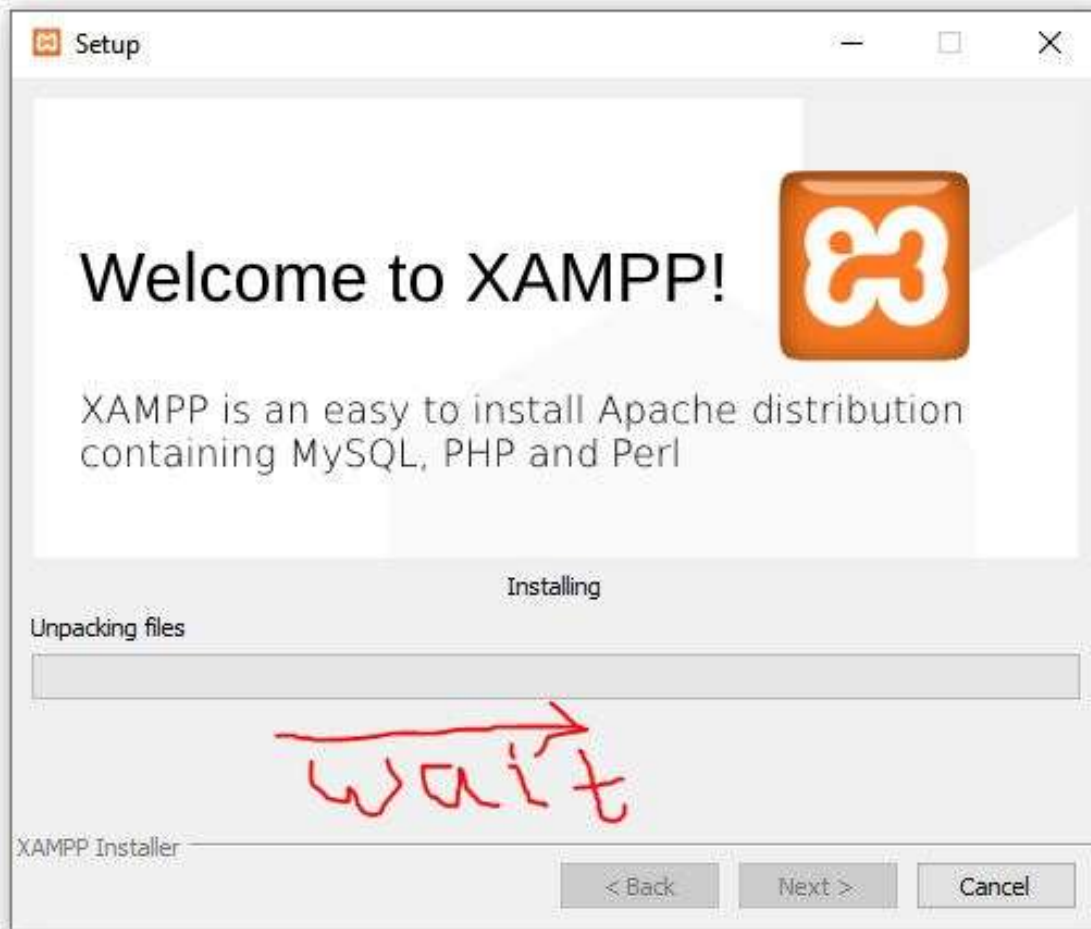 Setup
Welcome to XAMPP!
XAMPP is an easy to install Apache distribution
containing MySQL, PHP and Perl
Installing
Unpacking files
wait
XAMPP Installer
< Back
Next >
Cancel